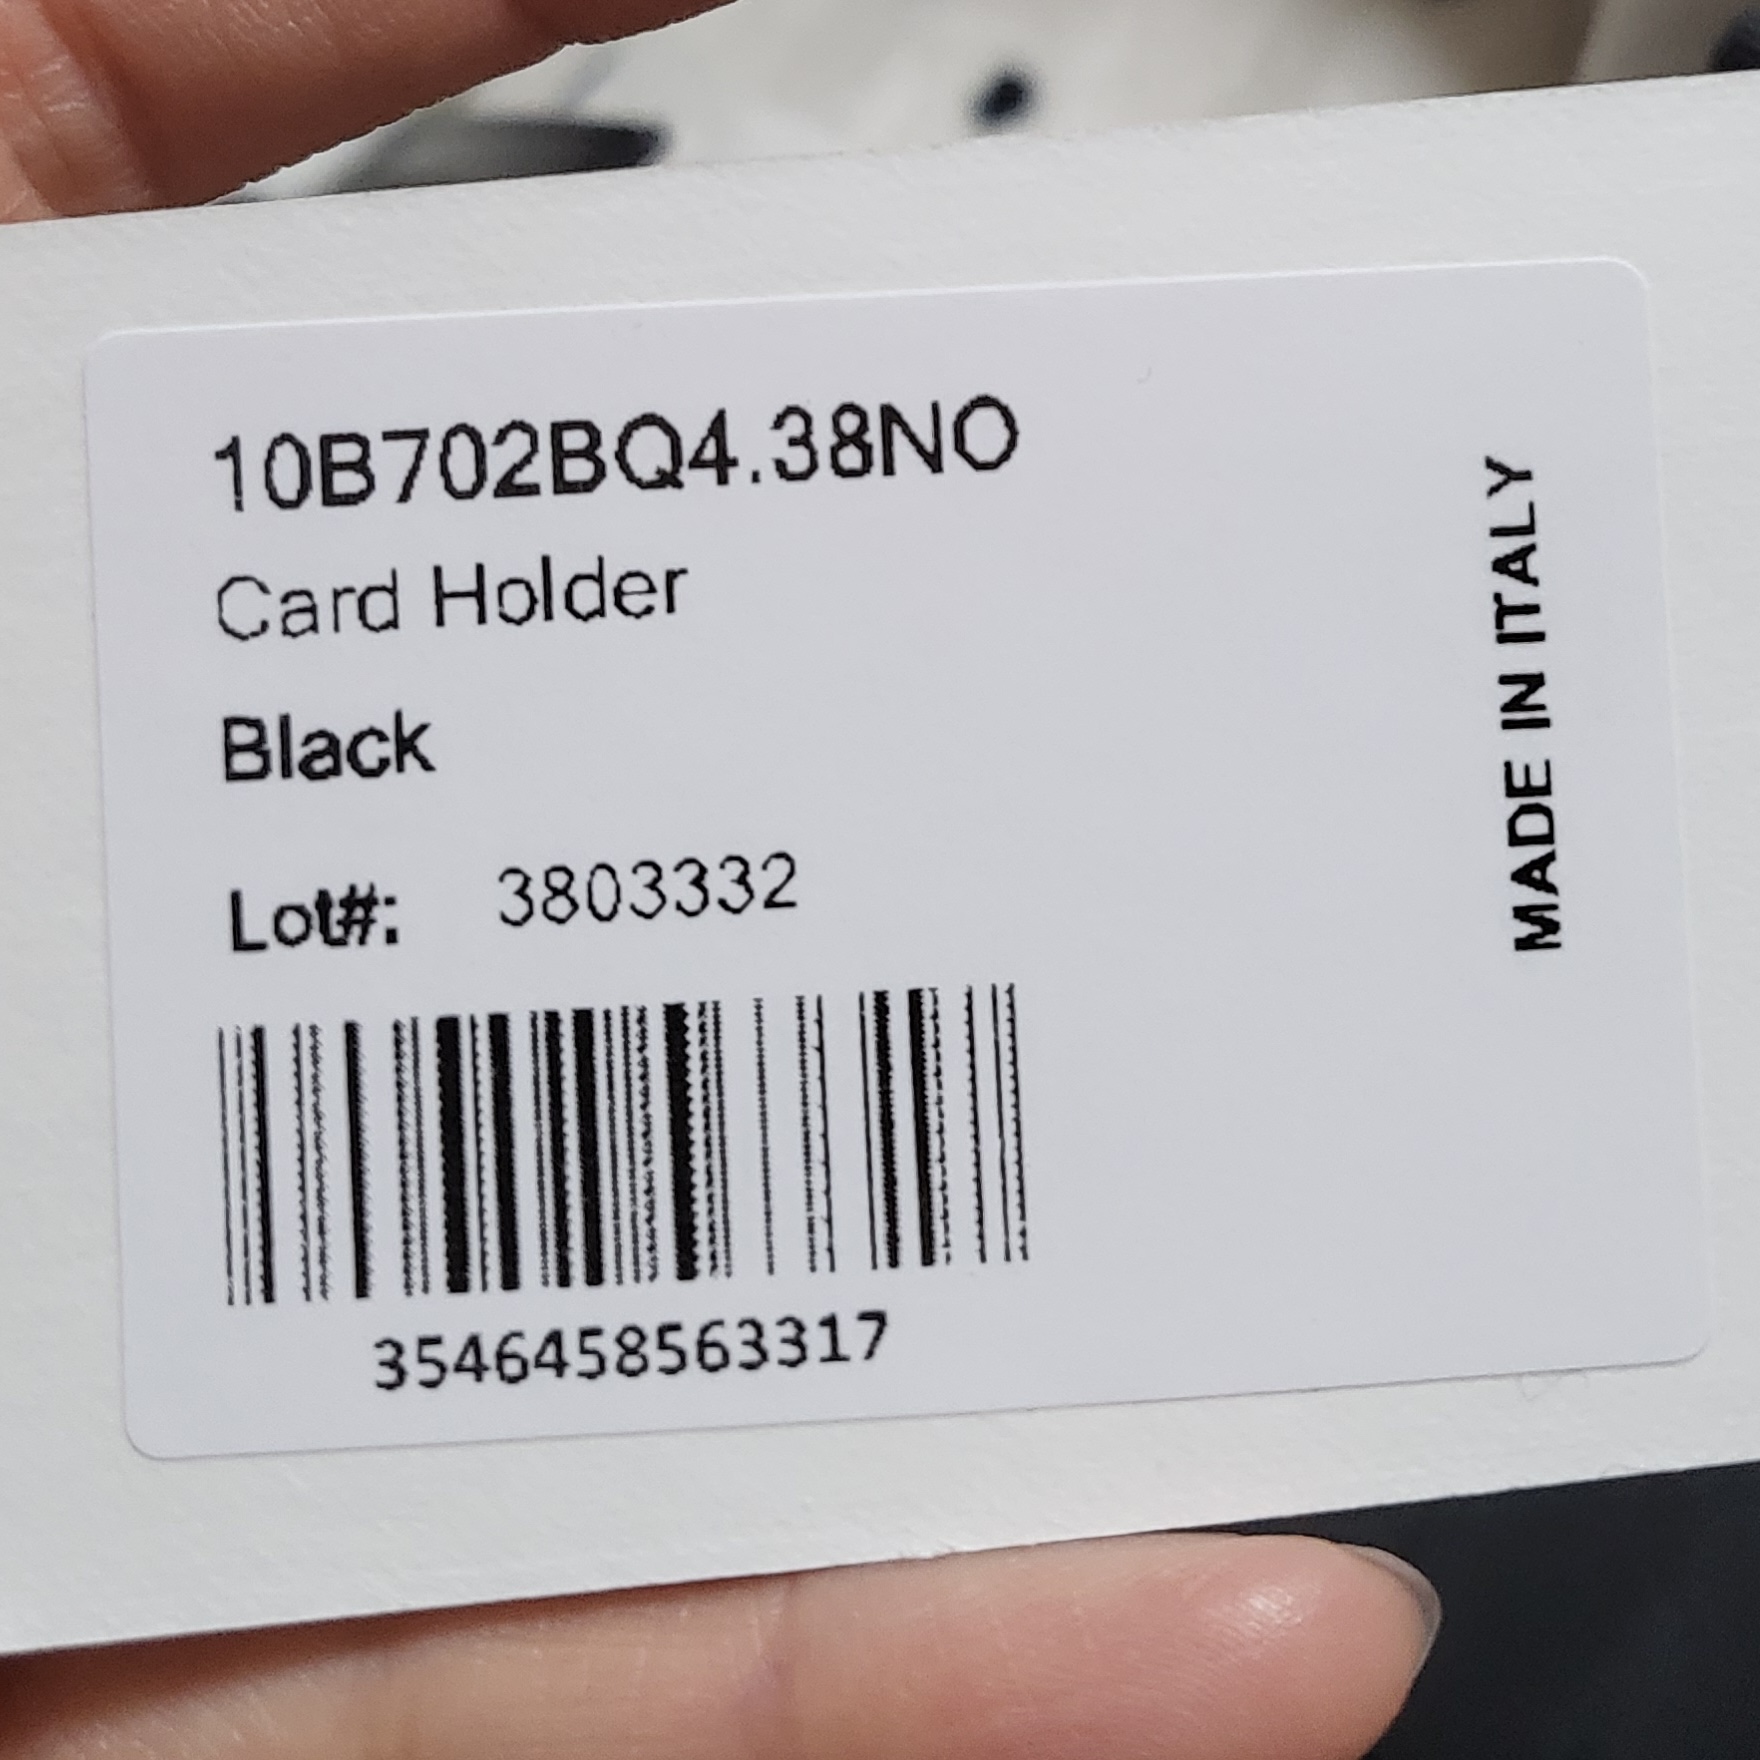 10B702BQ4.38NO
Card Holder
Black
Lot#: 3803332
3546458563317
MADE IN ITALY